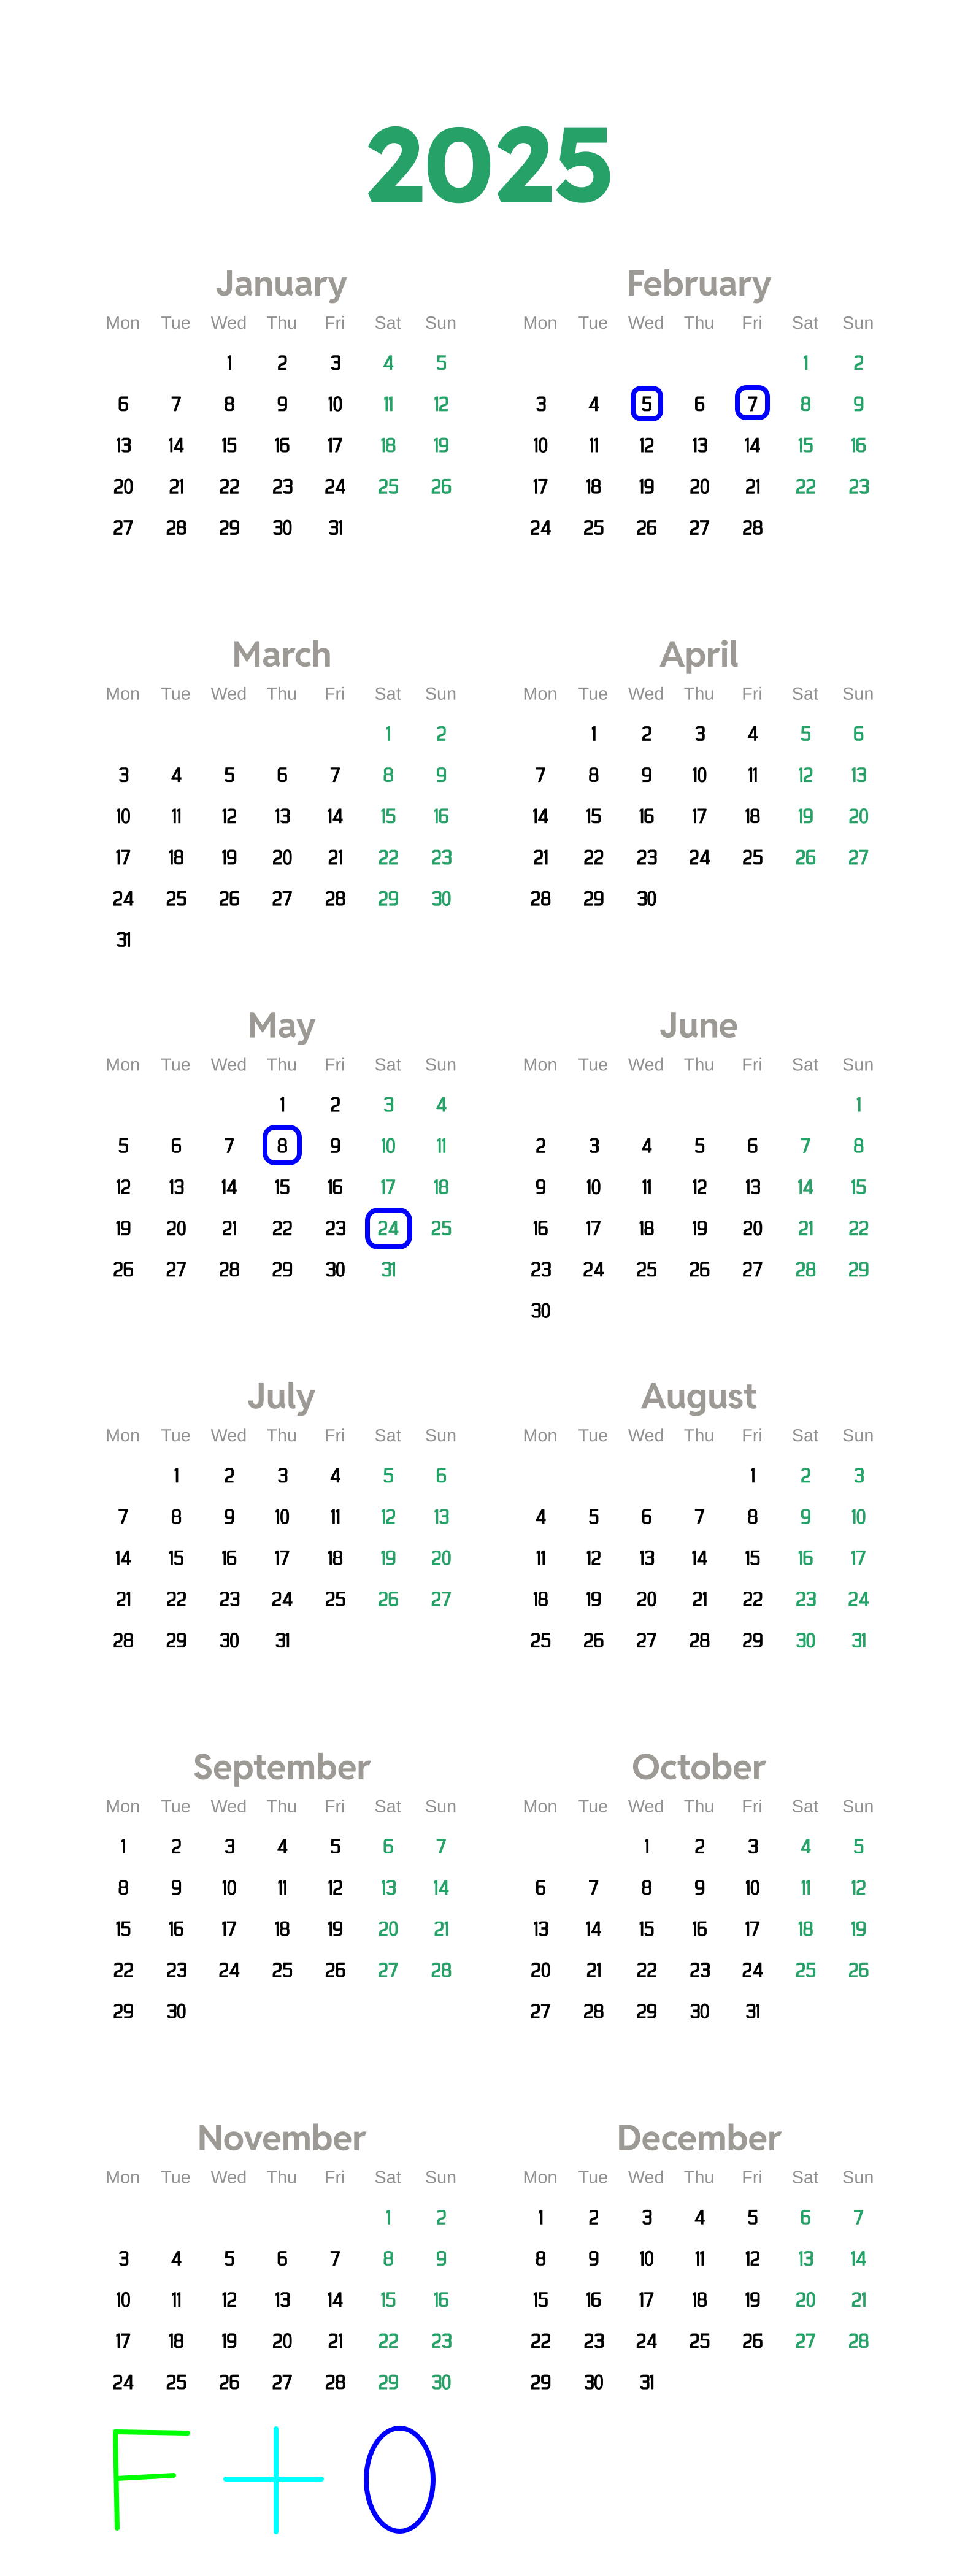 2025
January February
Mon Tue Wed Thu Fri Sat Sun Mon Tue Wed Thu Fri Sat Sun
1 2 3 4 5 1 2
6 7 8 9 10 11 12 3 4 5 6 7 8 9
13 14 15 16 17 18 19 10 11 12 13 14 15 16
20 21 22 23 24 25 26 17 18 19 20 21 22 23
27 28 29 30 31 24 25 26 27 28
March April
Mon Tue Wed Thu Fri Sat Sun Mon Tue Wed Thu Fri Sat Sun
1 2 1 2 3 4 5 6
3 4 5 6 7 8 9 7 8 9 10 11 12 13
10 11 12 13 14 15 16 14 15 16 17 18 19 20
17 18 19 20 21 22 23 21 22 23 24 25 26 27
24 25 26 27 28 29 30 28 29 30
31
May June
Mon Tue Wed Thu Fri Sat Sun Mon Tue Wed Thu Fri Sat Sun
1 2 3 4 1
5 6 7 8 9 10 11 2 3 4 5 6 7 8
12 13 14 15 16 17 18 9 10 11 12 13 14 15
19 20 21 22 23 24 25 16 17 18 19 20 21 22
26 27 28 29 30 31 23 24 25 26 27 28 29
30
July August
Mon Tue Wed Thu Fri Sat Sun Mon Tue Wed Thu Fri Sat Sun
1 2 3 4 5 6 1 2 3
7 8 9 10 11 12 13 4 5 6 7 8 9 10
14 15 16 17 18 19 20 11 12 13 14 15 16 17
21 22 23 24 25 26 27 18 19 20 21 22 23 24
28 29 30 31 25 26 27 28 29 30 31
September October
Mon Tue Wed Thu Fri Sat Sun Mon Tue Wed Thu Fri Sat Sun
1 2 3 4 5 6 7 1 2 3 4 5
8 9 10 11 12 13 14 6 7 8 9 10 11 12
15 16 17 18 19 20 21 13 14 15 16 17 18 19
22 23 24 25 26 27 28 20 21 22 23 24 25 26
29 30 27 28 29 30 31
November December
Mon Tue Wed Thu Fri Sat Sun Mon Tue Wed Thu Fri Sat Sun
1 2 1 2 3 4 5 6 7
3 4 5 6 7 8 9 8 9 10 11 12 13 14
10 11 12 13 14 15 16 15 16 17 18 19 20 21
17 18 19 20 21 22 23 22 23 24 25 26 27 28
24 25 26 27 28 29 30 29 30 31
F + O